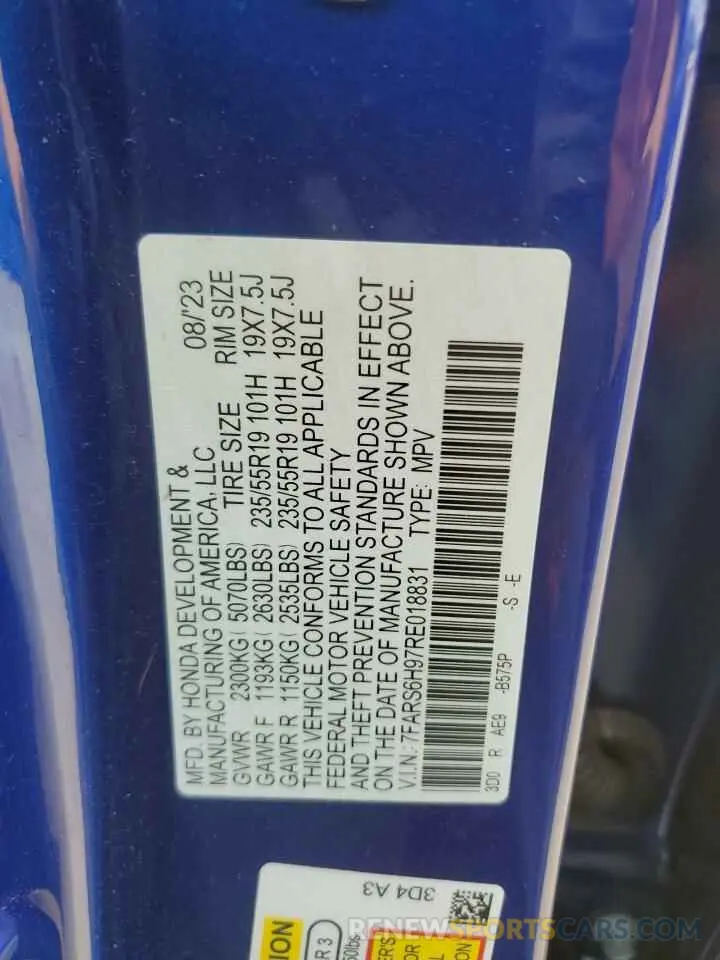 MFD. BY HONDA DEVELOPMENT & 08/'23
MANUFACTURING OF AMERICA, LLC
GVWR 2300KG( 5070LBS) TIRE SIZE RIM SIZE
GAWR F 1193KG( 2630LBS) 235/55R19 101H 19X7.5J
GAWR R 1150KG( 2535LBS) 235/55R19 101H 19X7.5J
THIS VEHICLE CONFORMS TO ALL APPLICABLE
FEDERAL MOTOR VEHICLE SAFETY
AND THEFT PREVENTION STANDARDS IN EFFECT
ON THE DATE OF MANUFACTURE SHOWN ABOVE.
V.I.N.: 7FARS6H97RE018831 TYPE: MPV
3D0 R AE9 -B575P -S -E
3D4 A3
R 3
RENEWSPORTSCARS.COM